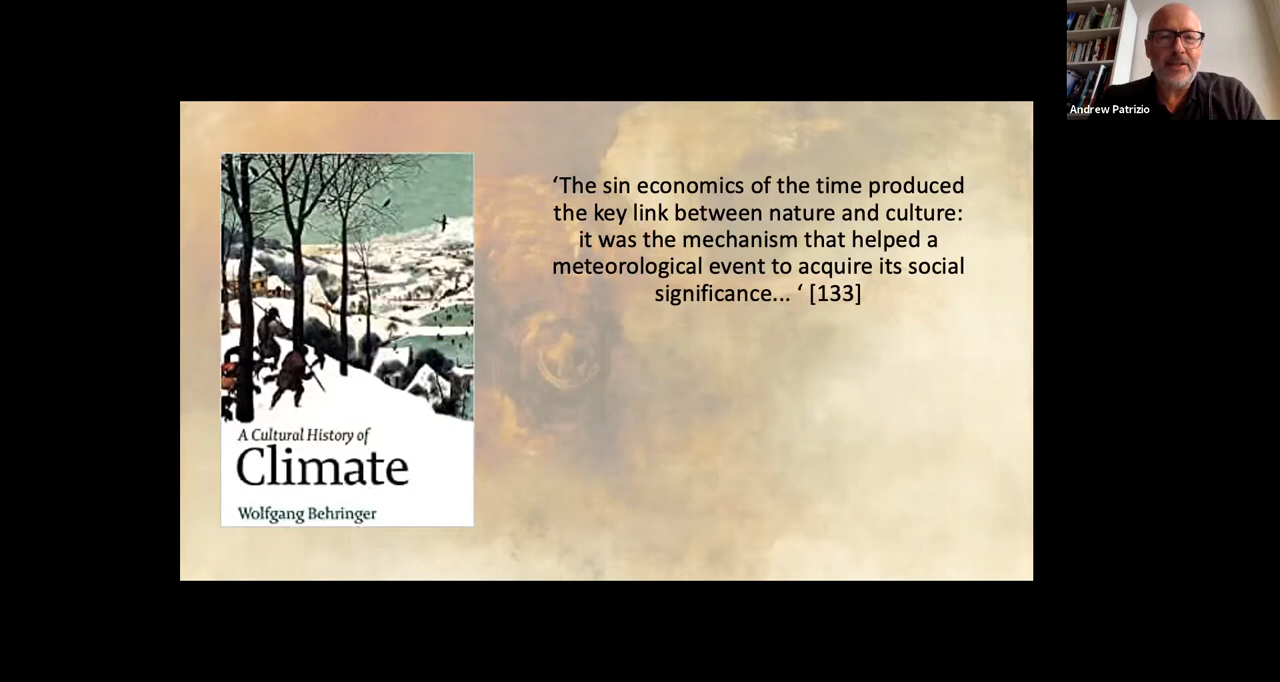 Andrew Patrizio
‘The sin economics of the time produced
the key link between nature and culture:
it was the mechanism that helped a
meteorological event to acquire its social
significance... ‘ [133]
A Cultural History of
Climate
Wolfgang Behringer